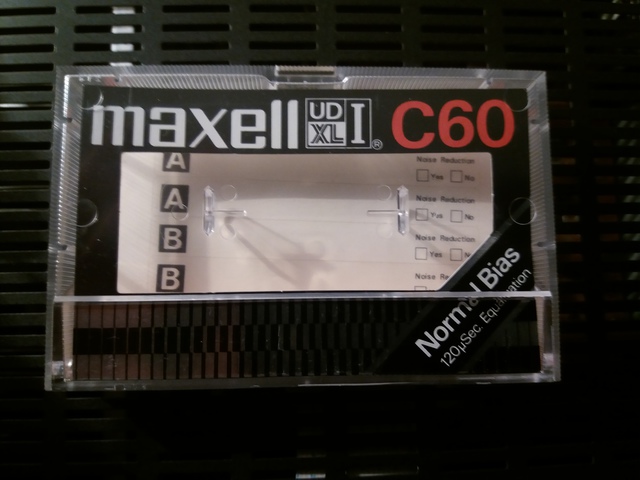 maxell UD XL I ® C60
A
Noise Reduction
Yes No
A
Noise Reduction
Yes No
B
Noise Reduction
Yes
B
Noise
Normal Bias
120μSec. Equalization